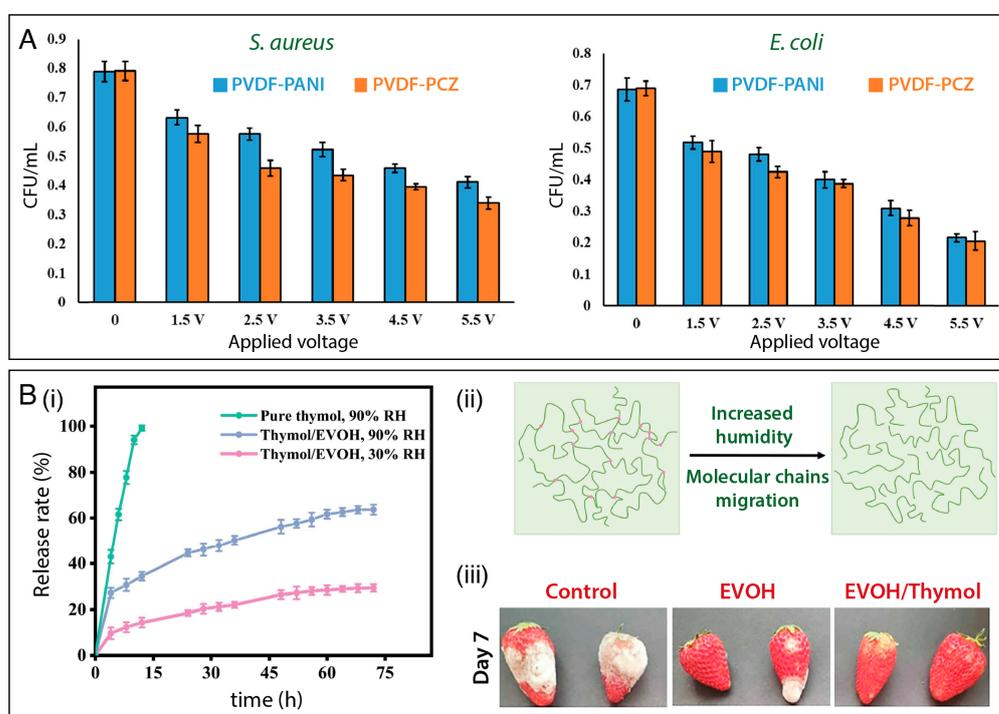 A
S. aureus
PVDF-PANI PVDF-PCZ
CFU/mL
0.9
0.8
0.7
0.6
0.5
0.4
0.3
0.2
0.1
0
0 1.5 V 2.5 V 3.5 V 4.5 V 5.5 V
Applied voltage
E. coli
PVDF-PANI PVDF-PCZ
CFU/mL
0.8
0.7
0.6
0.5
0.4
0.3
0.2
0.1
0
0 1.5 V 2.5 V 3.5 V 4.5 V 5.5 V
Applied voltage
B (i)
Pure thymol, 90% RH
Thymol/EVOH, 90% RH
Thymol/EVOH, 30% RH
Release rate (%)
100
80
60
40
20
0
0 15 30 45 60 75
time (h)
(ii)
Increased
humidity
Molecular chains
migration
(iii)
Control EVOH EVOH/Thymol
Day 7